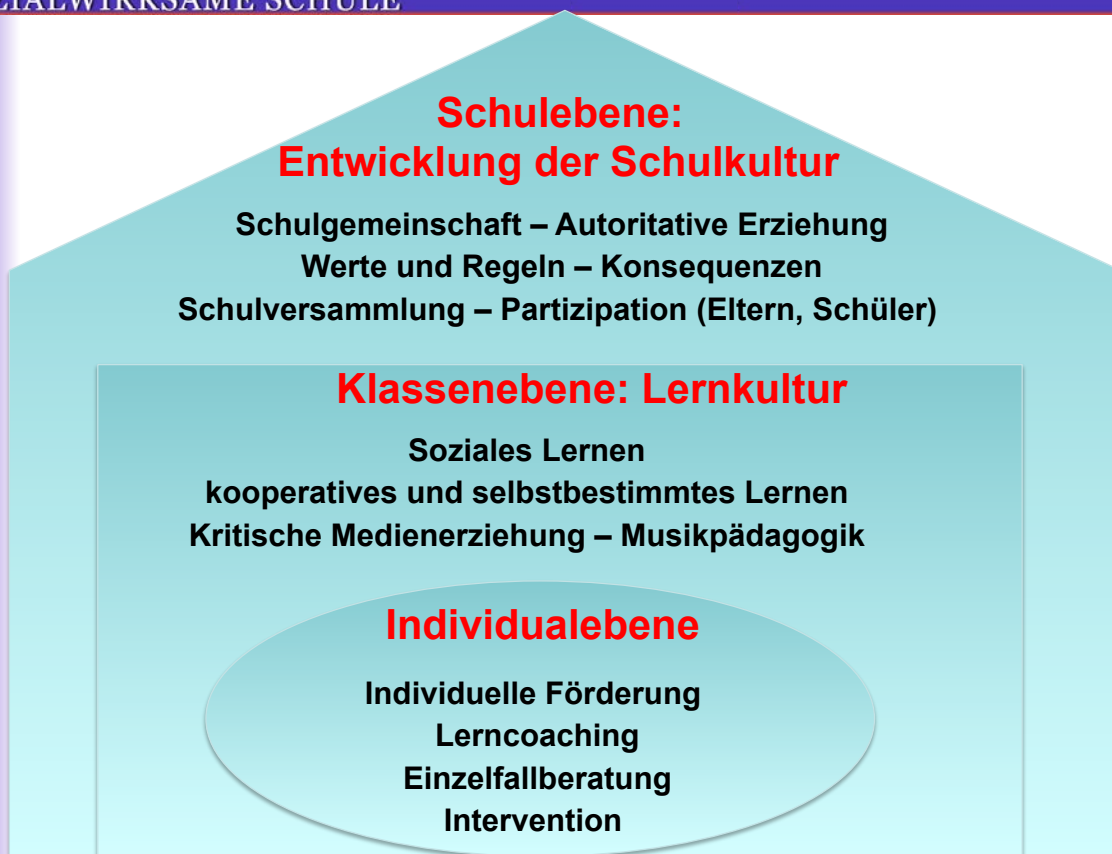 SCHULE
Schulebene:
Entwicklung der Schulkultur
Schulgemeinschaft – Autoritative Erziehung
Werte und Regeln – Konsequenzen
Schulversammlung – Partizipation (Eltern, Schüler)
Klassenebene: Lernkultur
Soziales Lernen
kooperatives und selbstbestimmtes Lernen
Kritische Medienerziehung – Musikpädagogik
Individualebene
Individuelle Förderung
Lerncoaching
Einzelfallberatung
Intervention